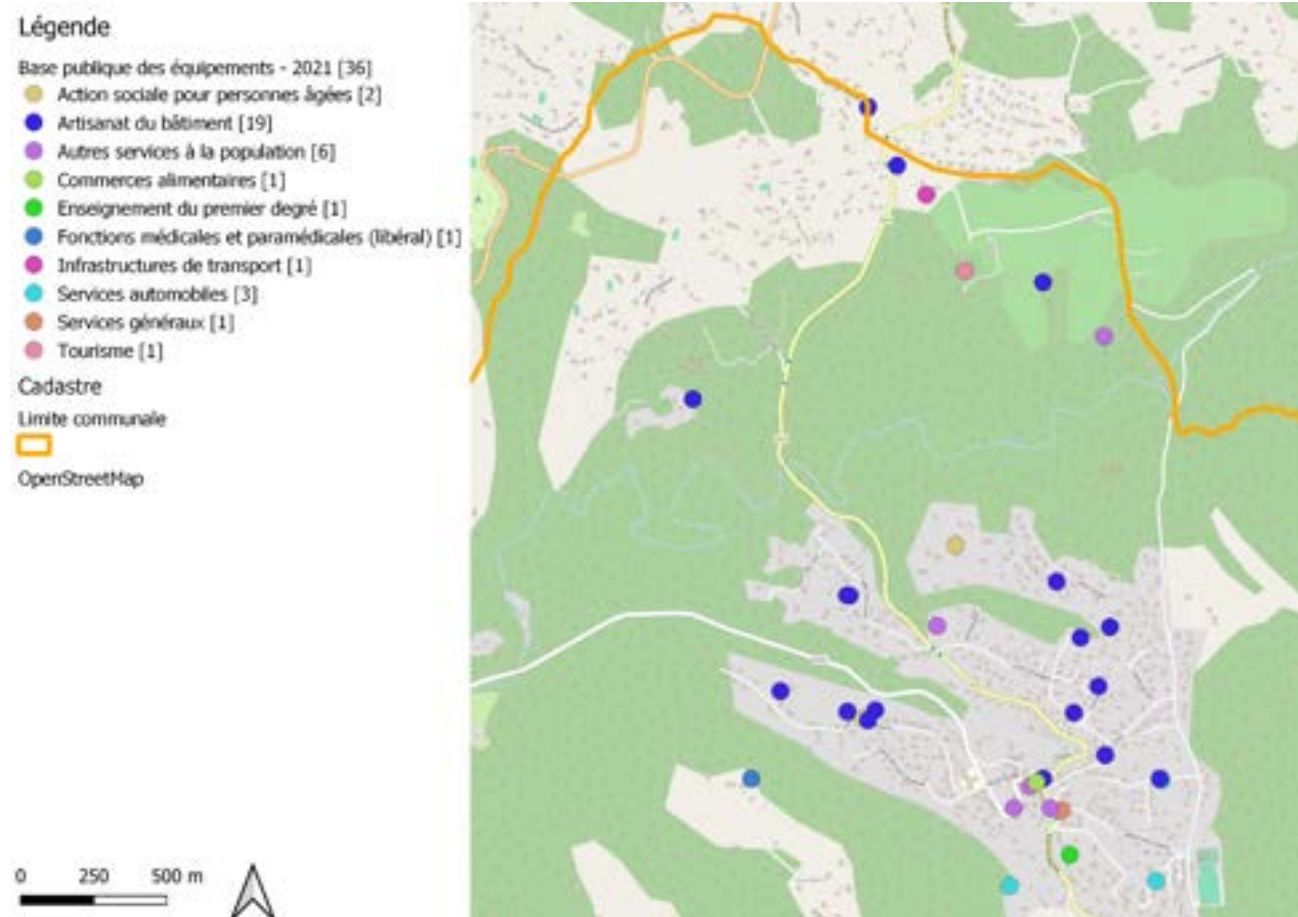 Légende
Base publique des équipements - 2021 [36]
Action sociale pour personnes âgées [2]
Artisanat du bâtiment [19]
Autres services à la population [6]
Commerces alimentaires [1]
Enseignement du premier degré [1]
Fonctions médicales et paramédicales (libéral) [1]
Infrastructures de transport [1]
Services automobiles [3]
Services généraux [1]
Tourisme [1]
Cadastre
Limite communale
OpenStreetMap
0 250 500 m